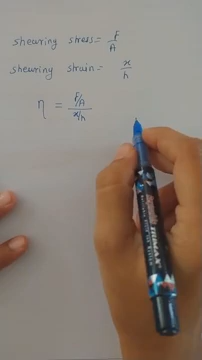 shearing stress = F/A
shearing strain = x/h
η = F/A / x/h